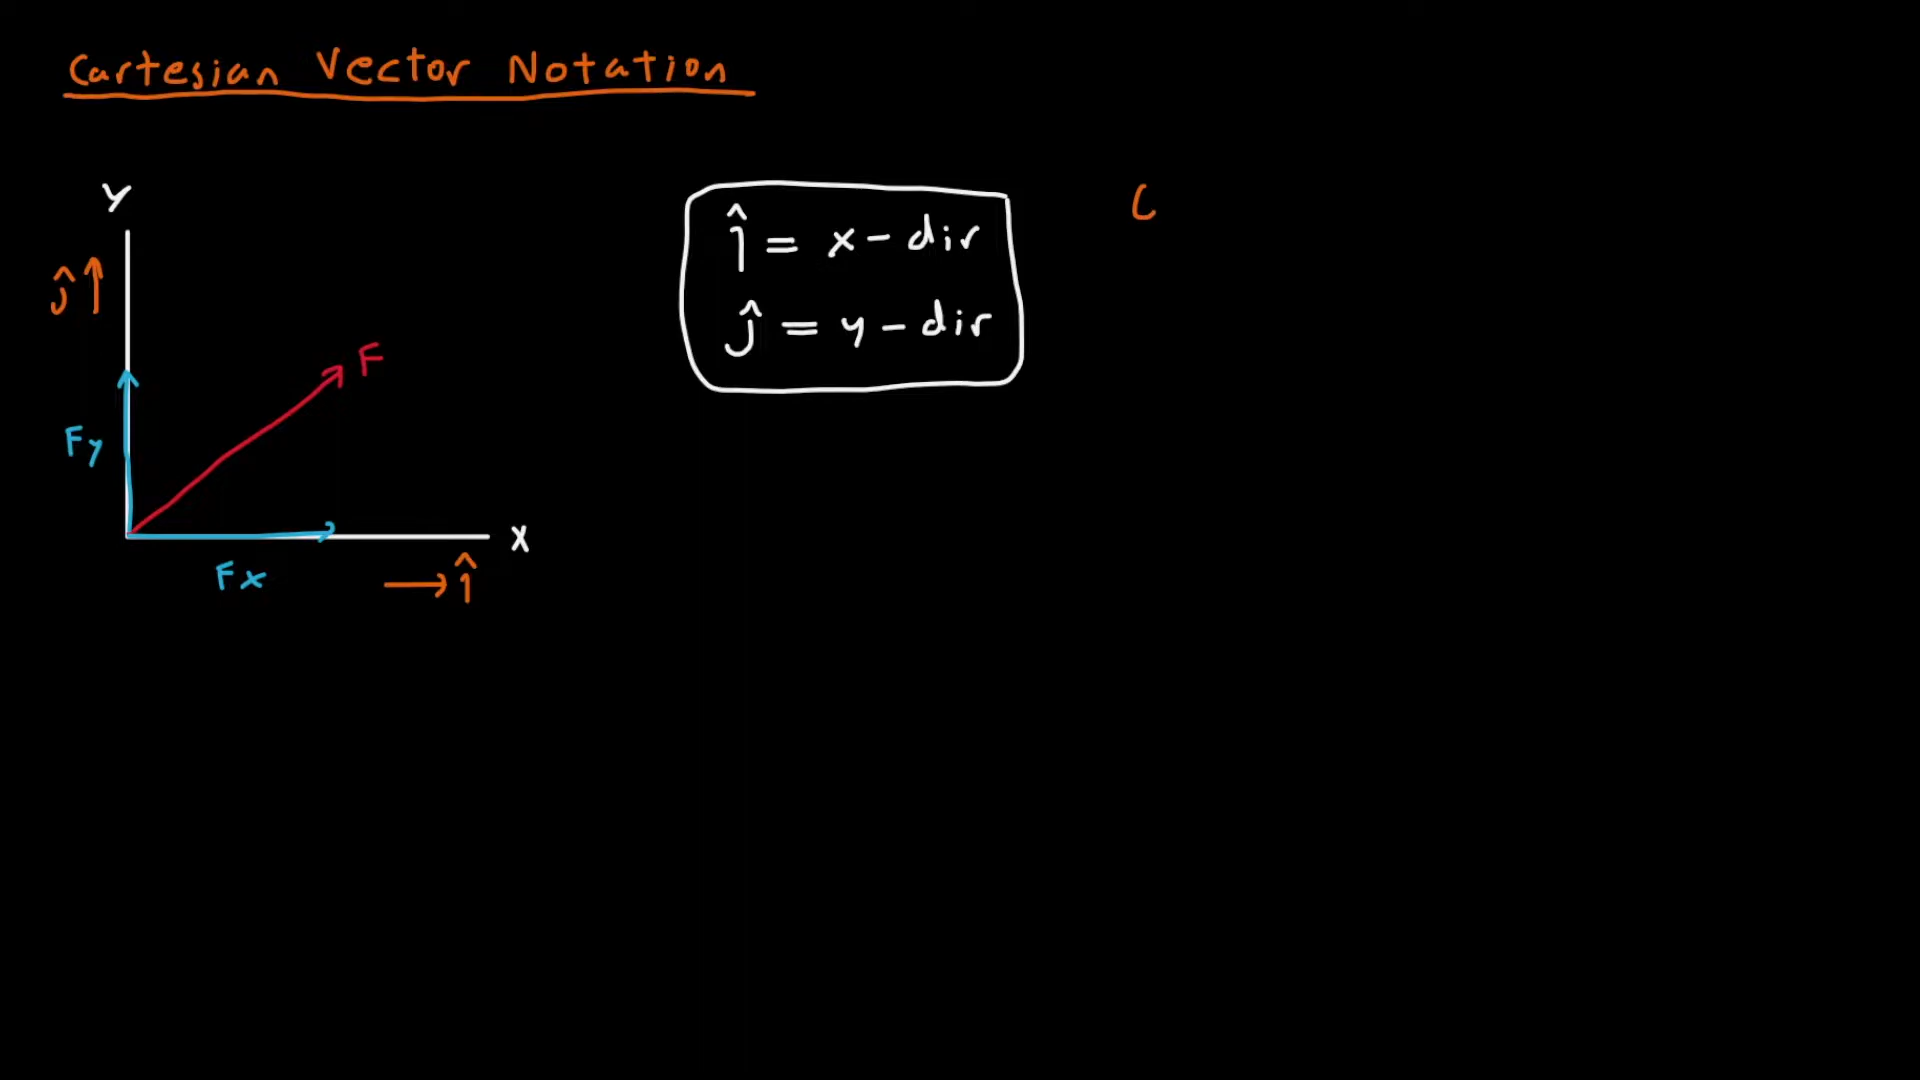 Cartesian Vector Notation
Y
ĵ
F
Fy
Fx
X
î
î = x - dir
ĵ = y - dir
C